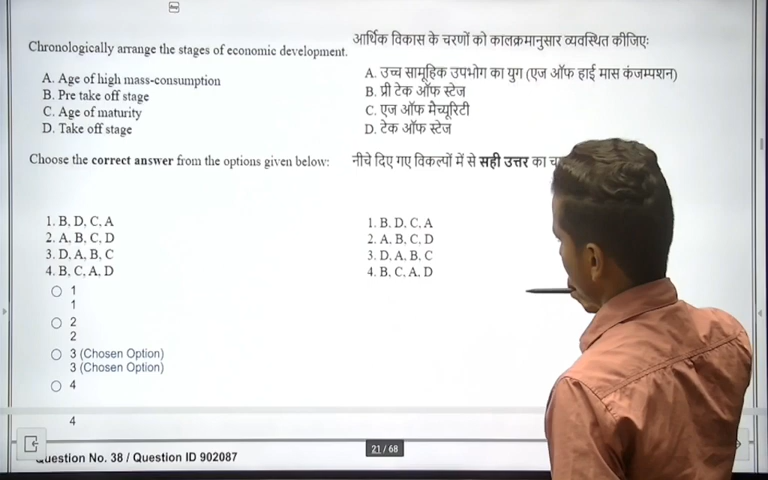 Chronologically arrange the stages of economic development.
A. Age of high mass-consumption
B. Pre take off stage
C. Age of maturity
D. Take off stage
Choose the correct answer from the options given below:
1. B, D, C, A
2. A, B, C, D
3. D, A, B, C
4. B, C, A, D
आर्थिक विकास के चरणों को कालक्रमानुसार व्यवस्थित कीजिए:
A. उच्च सामूहिक उपभोग का युग (एज ऑफ हाई मास कंजम्पशन)
B. प्री टेक ऑफ स्टेज
C. एज ऑफ मैच्यूरिटी
D. टेक ऑफ स्टेज
नीचे दिए गए विकल्पों में से सही उत्तर का
1. B, D, C, A
2. A, B, C, D
3. D, A, B, C
4. B, C, A, D
1
1
2
2
3 (Chosen Option)
3 (Chosen Option)
4
4
21 / 68
Question No. 38 / Question ID 902087